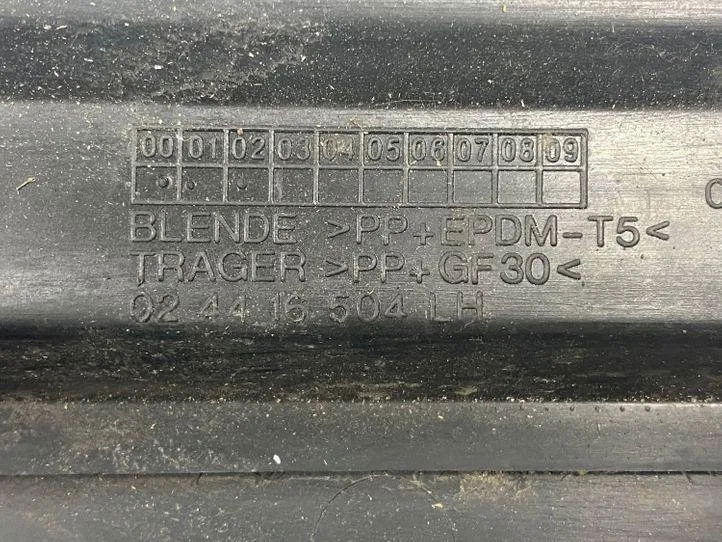 00 01 02 03 04 05 06 07 08 09
BLENDE >PP+EPDM-T5<
TRAGER >PP+GF30<
02 44 16 504 LH